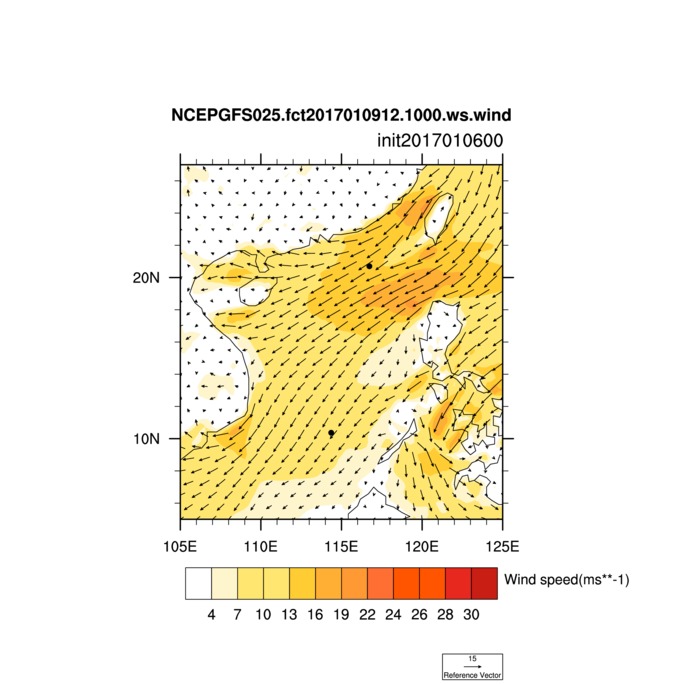 NCEPGFS025.fct2017010912.1000.ws.wind
init2017010600
20N
10N
105E 110E 115E 120E 125E
Wind speed(ms**-1)
4 7 10 13 16 19 22 24 26 28 30
15
Reference Vector